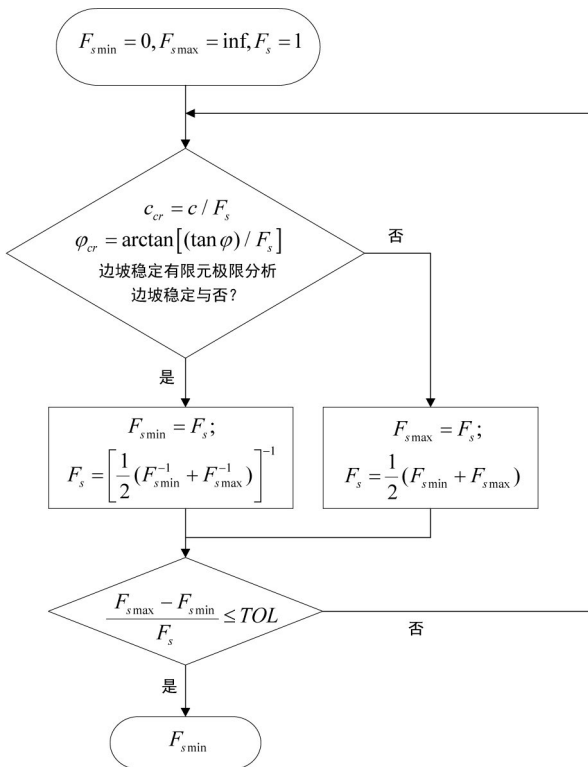 F_{s min} = 0, F_{s max} = inf, F_s = 1
c_{cr} = c / F_s
φ_{cr} = arctan[(tan φ) / F_s]
边坡稳定有限元极限分析
边坡稳定与否?
否
是
F_{s min} = F_s;
F_s = [\frac{1}{2}(F_{s min}^{-1} + F_{s max}^{-1})]^{-1}
F_{s max} = F_s;
F_s = \frac{1}{2}(F_{s min} + F_{s max})
\frac{F_{s max} - F_{s min}}{F_s} ≤ TOL
否
是
F_{s min}